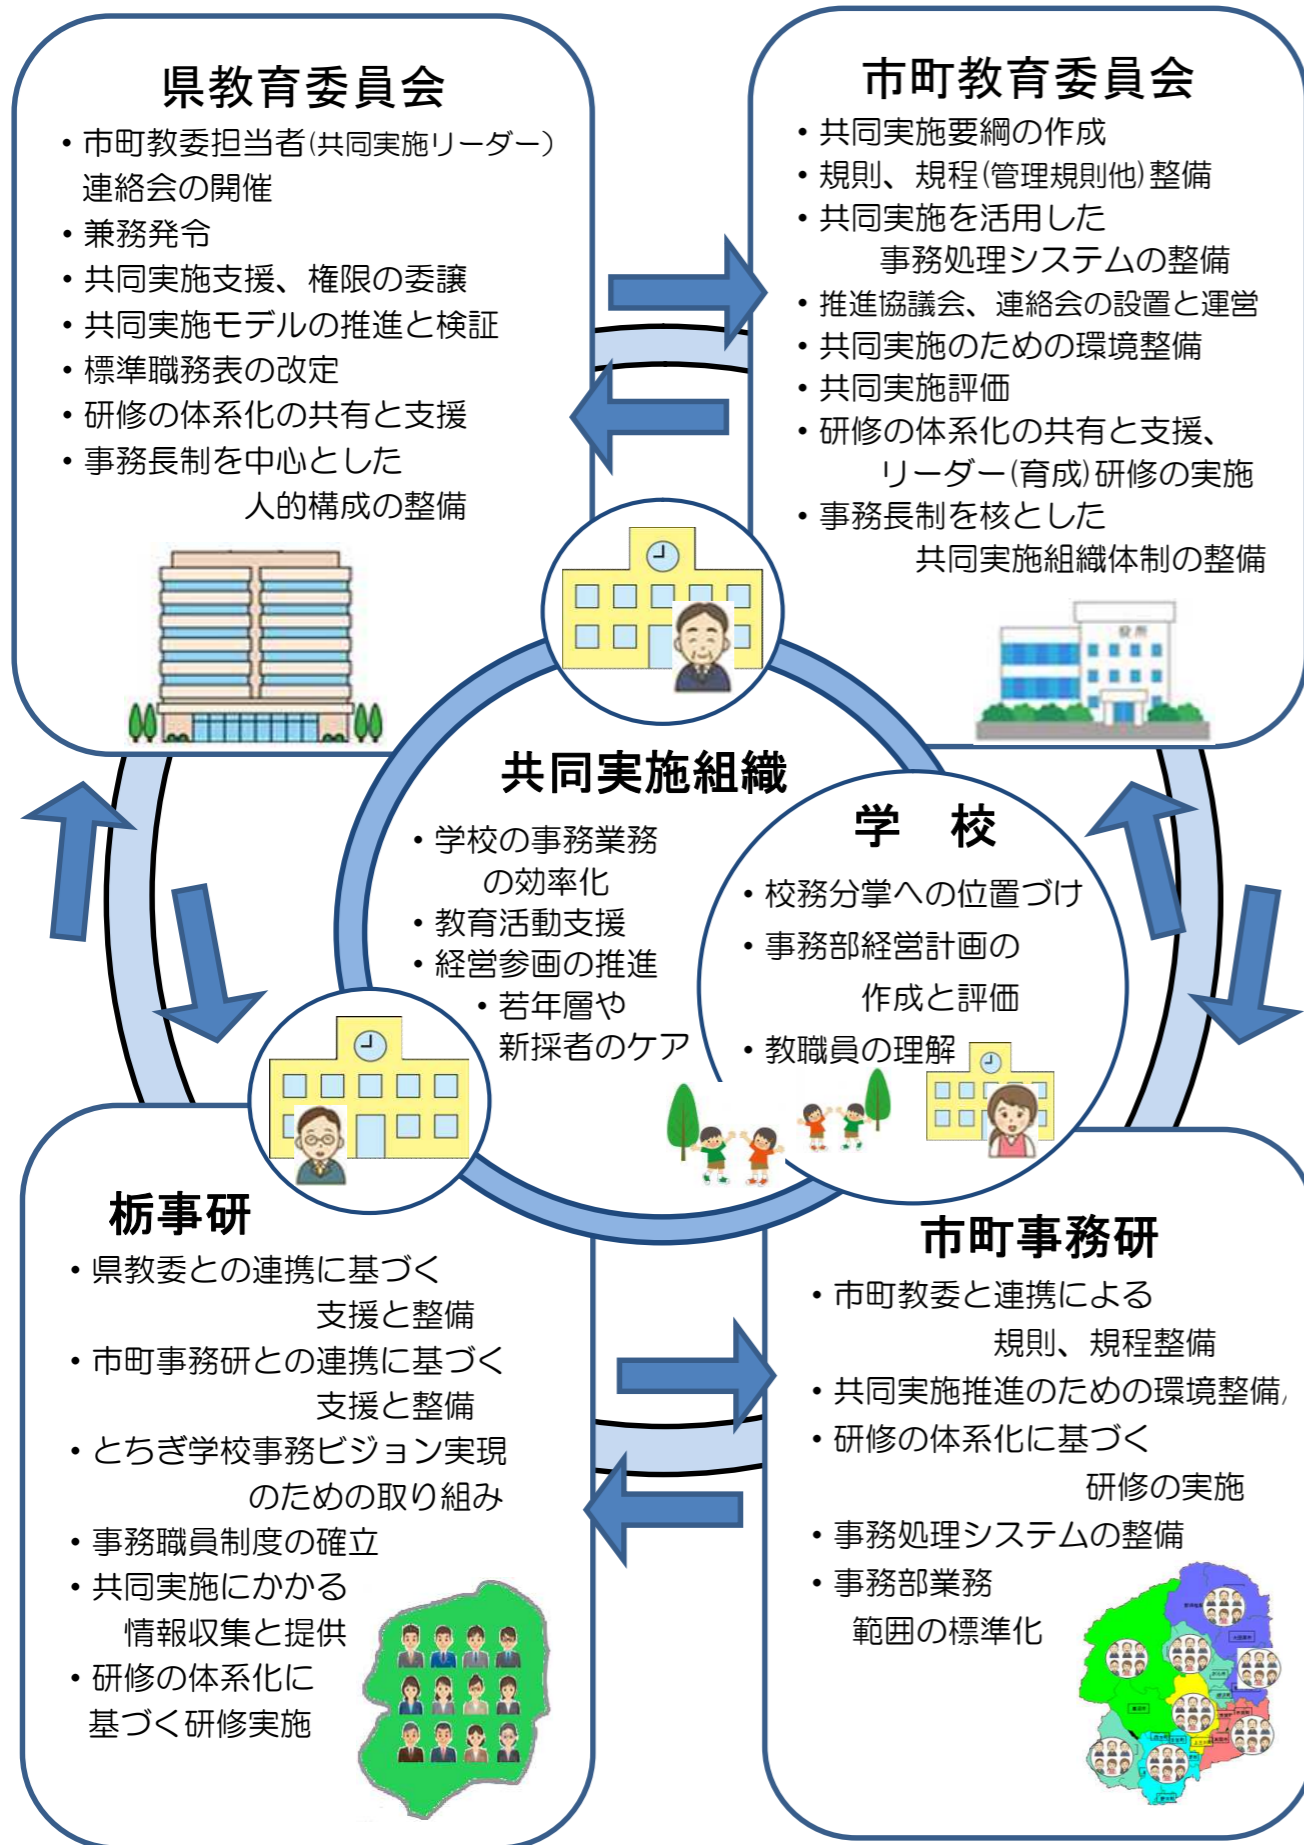 県教育委員会
・市町教委担当者(共同実施リーダー)
連絡会の開催
・兼務発令
・共同実施支援、権限の委譲
・共同実施モデルの推進と検証
・標準職務表の改定
・研修の体系化の共有と支援
・事務長制を中心とした
人的構成の整備
市町教育委員会
・共同実施要綱の作成
・規則、規程(管理規則他)整備
・共同実施を活用した
事務処理システムの整備
・推進協議会、連絡会の設置と運営
・共同実施のための環境整備
・共同実施評価
・研修の体系化の共有と支援、
リーダー(育成)研修の実施
・事務長制を核とした
共同実施組織体制の整備
役所
共同実施組織
・学校の事務業務
の効率化
・教育活動支援
・経営参画の推進
・若年層や
新採者のケア
学　校
・校務分掌への位置づけ
・事務部経営計画の
作成と評価
・教職員の理解
栃事研
・県教委との連携に基づく
支援と整備
・市町事務研との連携に基づく
支援と整備
・とちぎ学校事務ビジョン実現
のための取り組み
・事務職員制度の確立
・共同実施にかかる
情報収集と提供
・研修の体系化に
基づく研修実施
市町事務研
・市町教委と連携による
規則、規程整備
・共同実施推進のための環境整備
・研修の体系化に基づく
研修の実施
・事務処理システムの整備
・事務部業務
範囲の標準化